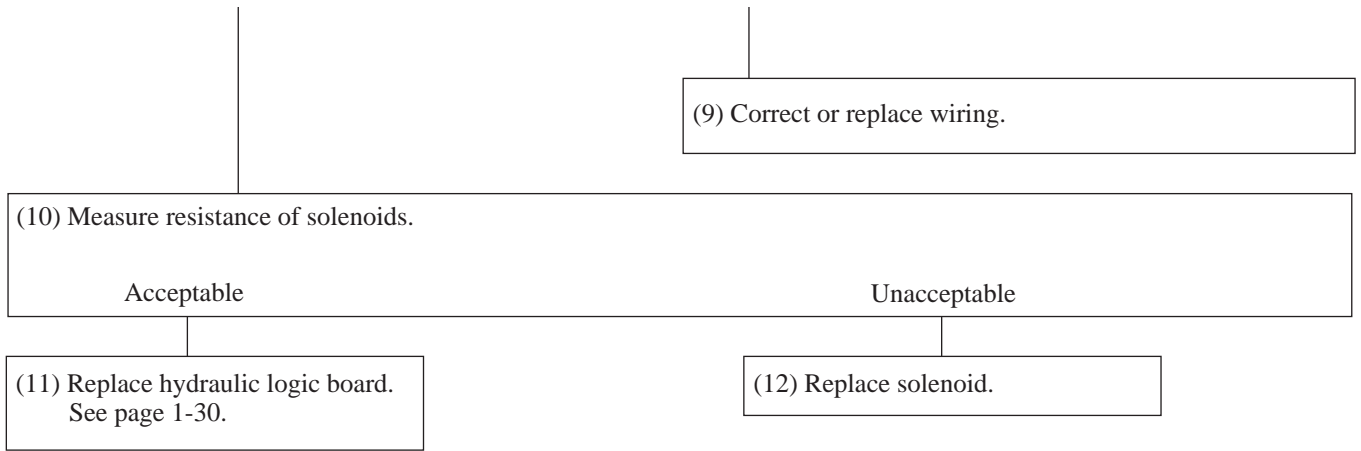 (9) Correct or replace wiring.
(10) Measure resistance of solenoids.
Acceptable
Unacceptable
(11) Replace hydraulic logic board.
See page 1-30.
(12) Replace solenoid.